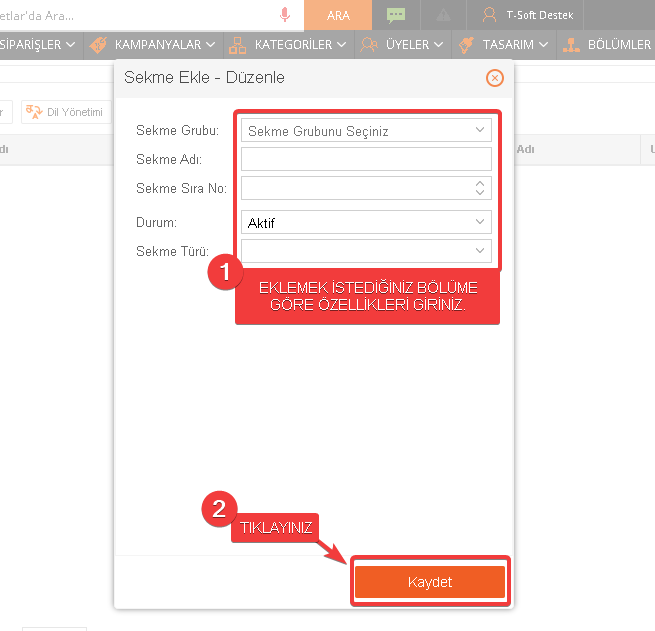 etlar'da Ara...
ARA
T-Soft Destek
SİPARİŞLER
KAMPANYALAR
KATEGORİLER
ÜYELER
TASARIM
BÖLÜMLER
Sekme Ekle - Düzenle
r
Dil Yönetimi
dı
Adı
Sekme Grubu:
Sekme Grubunu Seçiniz
Sekme Adı:
Sekme Sıra No:
Durum:
Aktif
Sekme Türü:
1
EKLEMEK İSTEDİĞİNİZ BÖLÜME
GÖRE ÖZELLİKLERİ GİRİNİZ.
2
TIKLAYINIZ
Kaydet